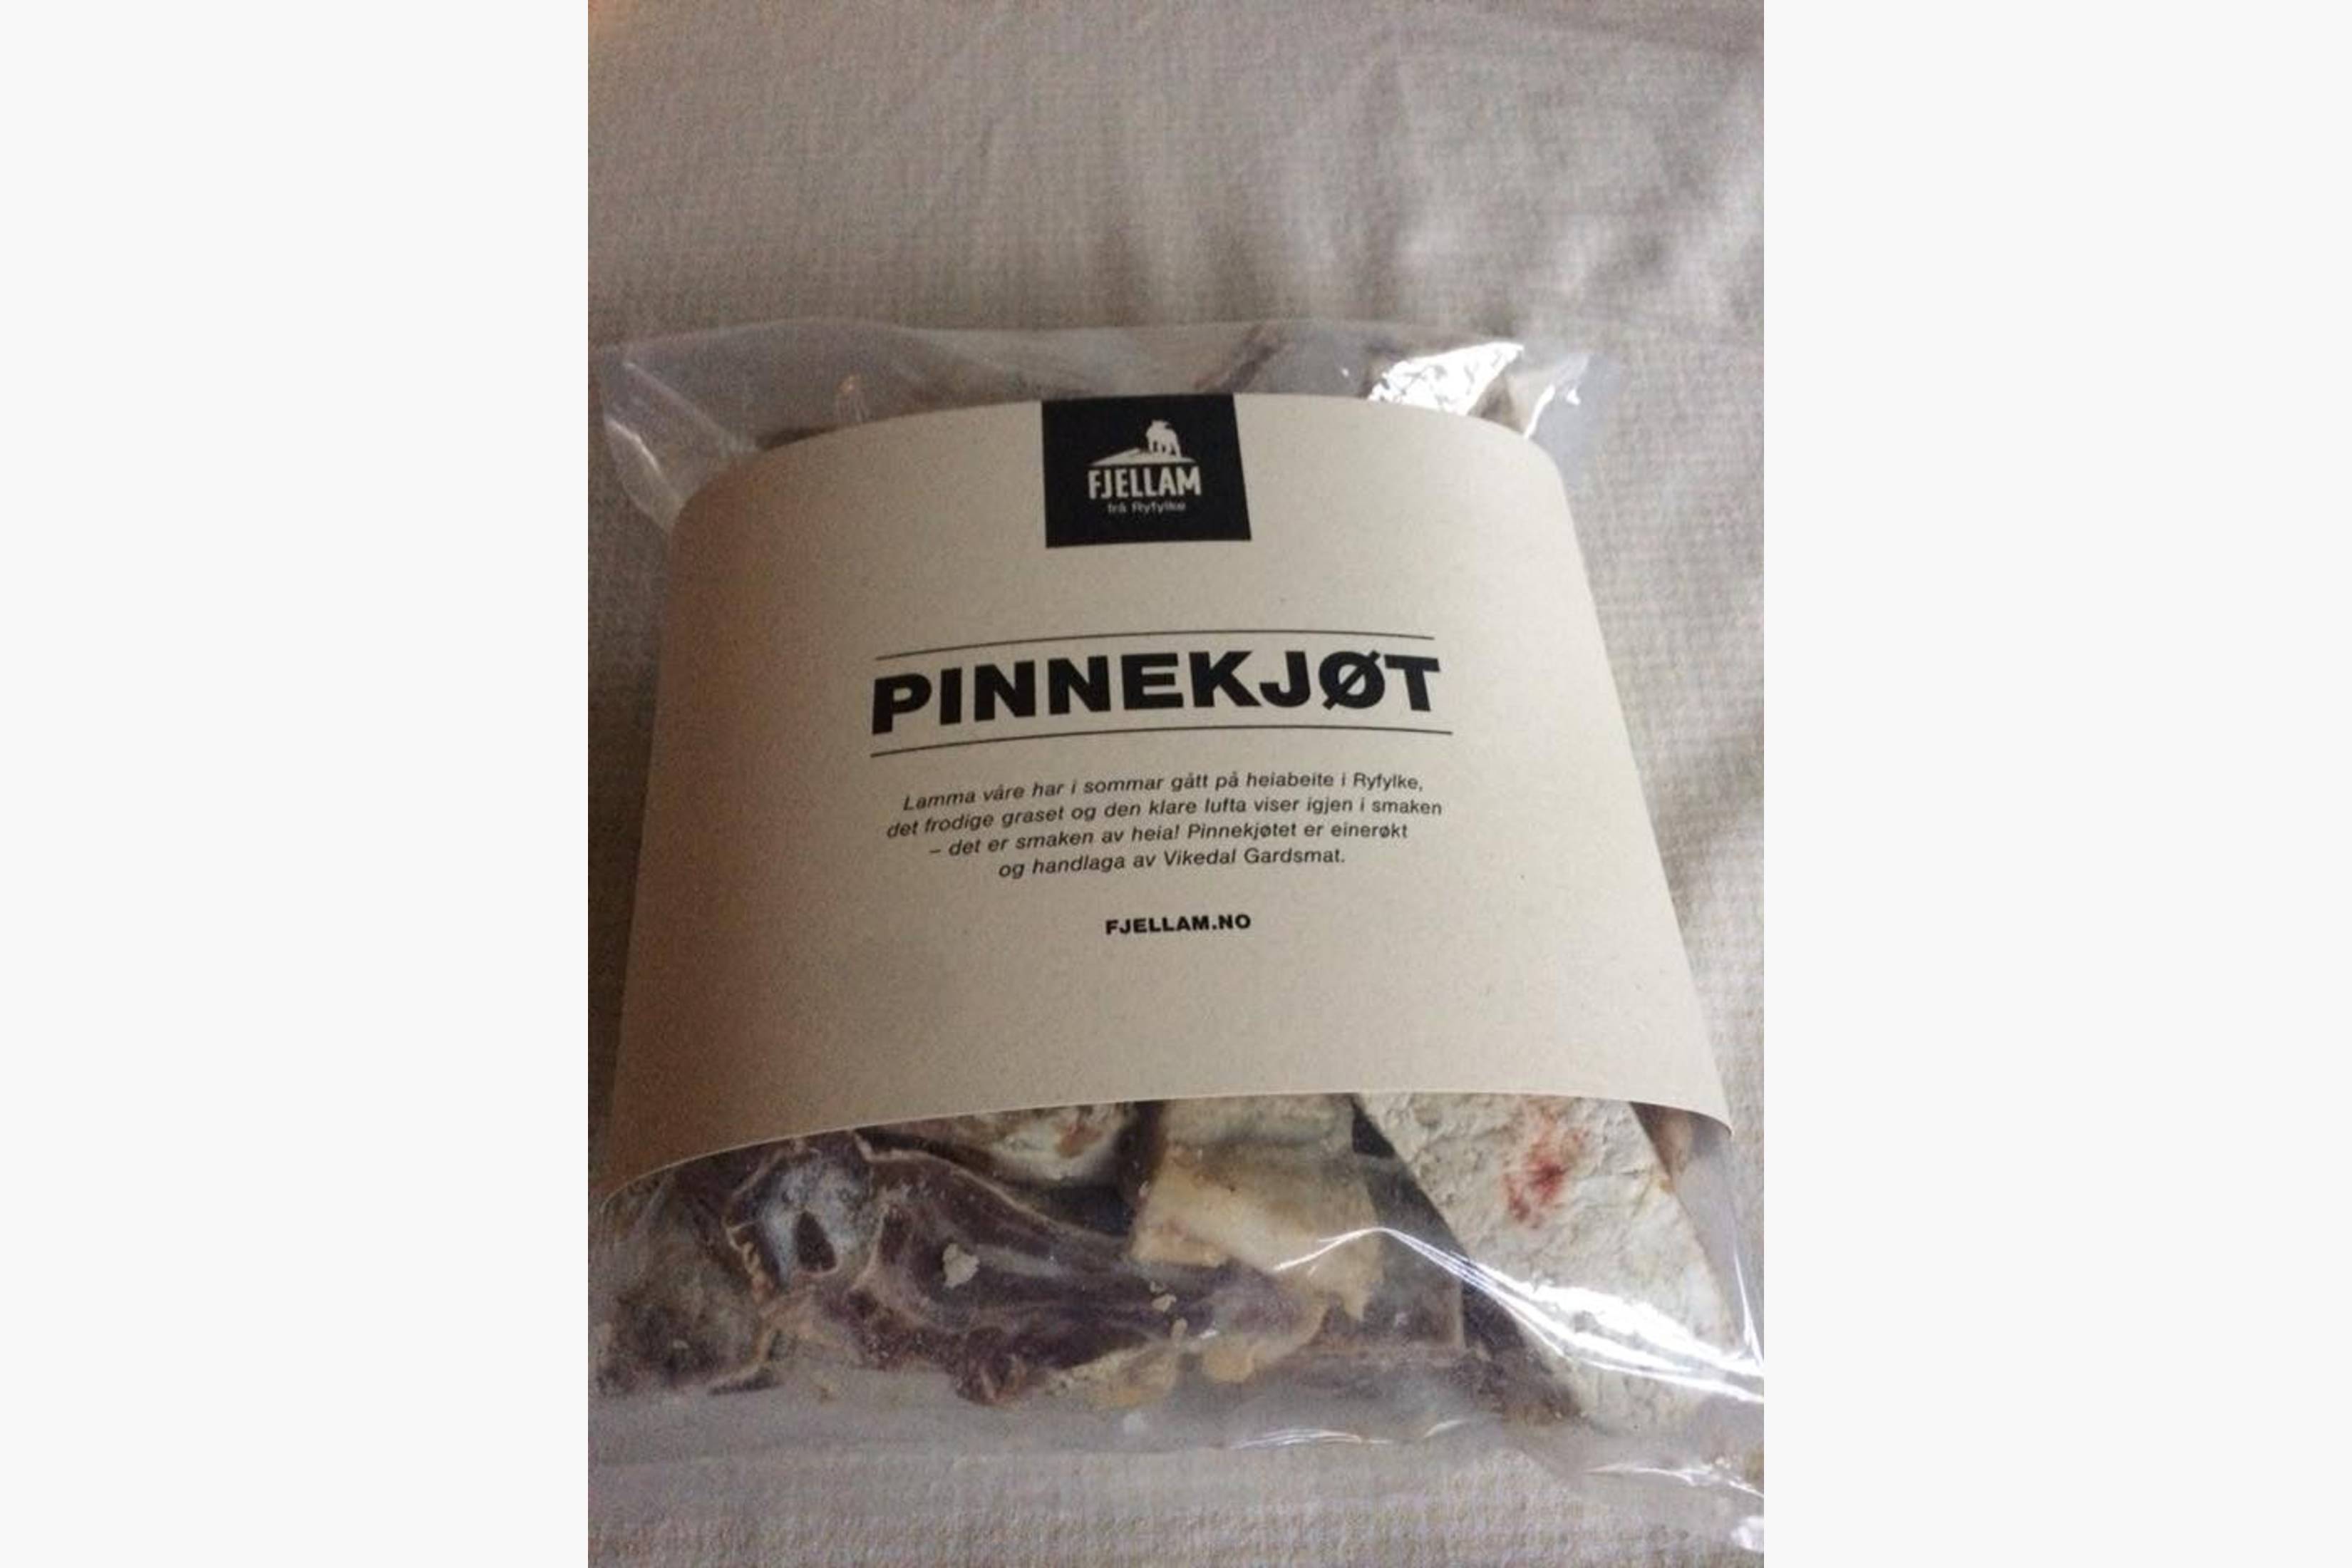 FJELLAM
frå Ryfylke
PINNEKJØT
Lamma våre har i sommar gått på heiabeite i Ryfylke,
det frodige graset og den klare lufta viser igjen i smaken
– det er smaken av heia! Pinnekjøtet er einerøkt
og handlaga av Vikedal Gardsmat.
FJELLAM.NO